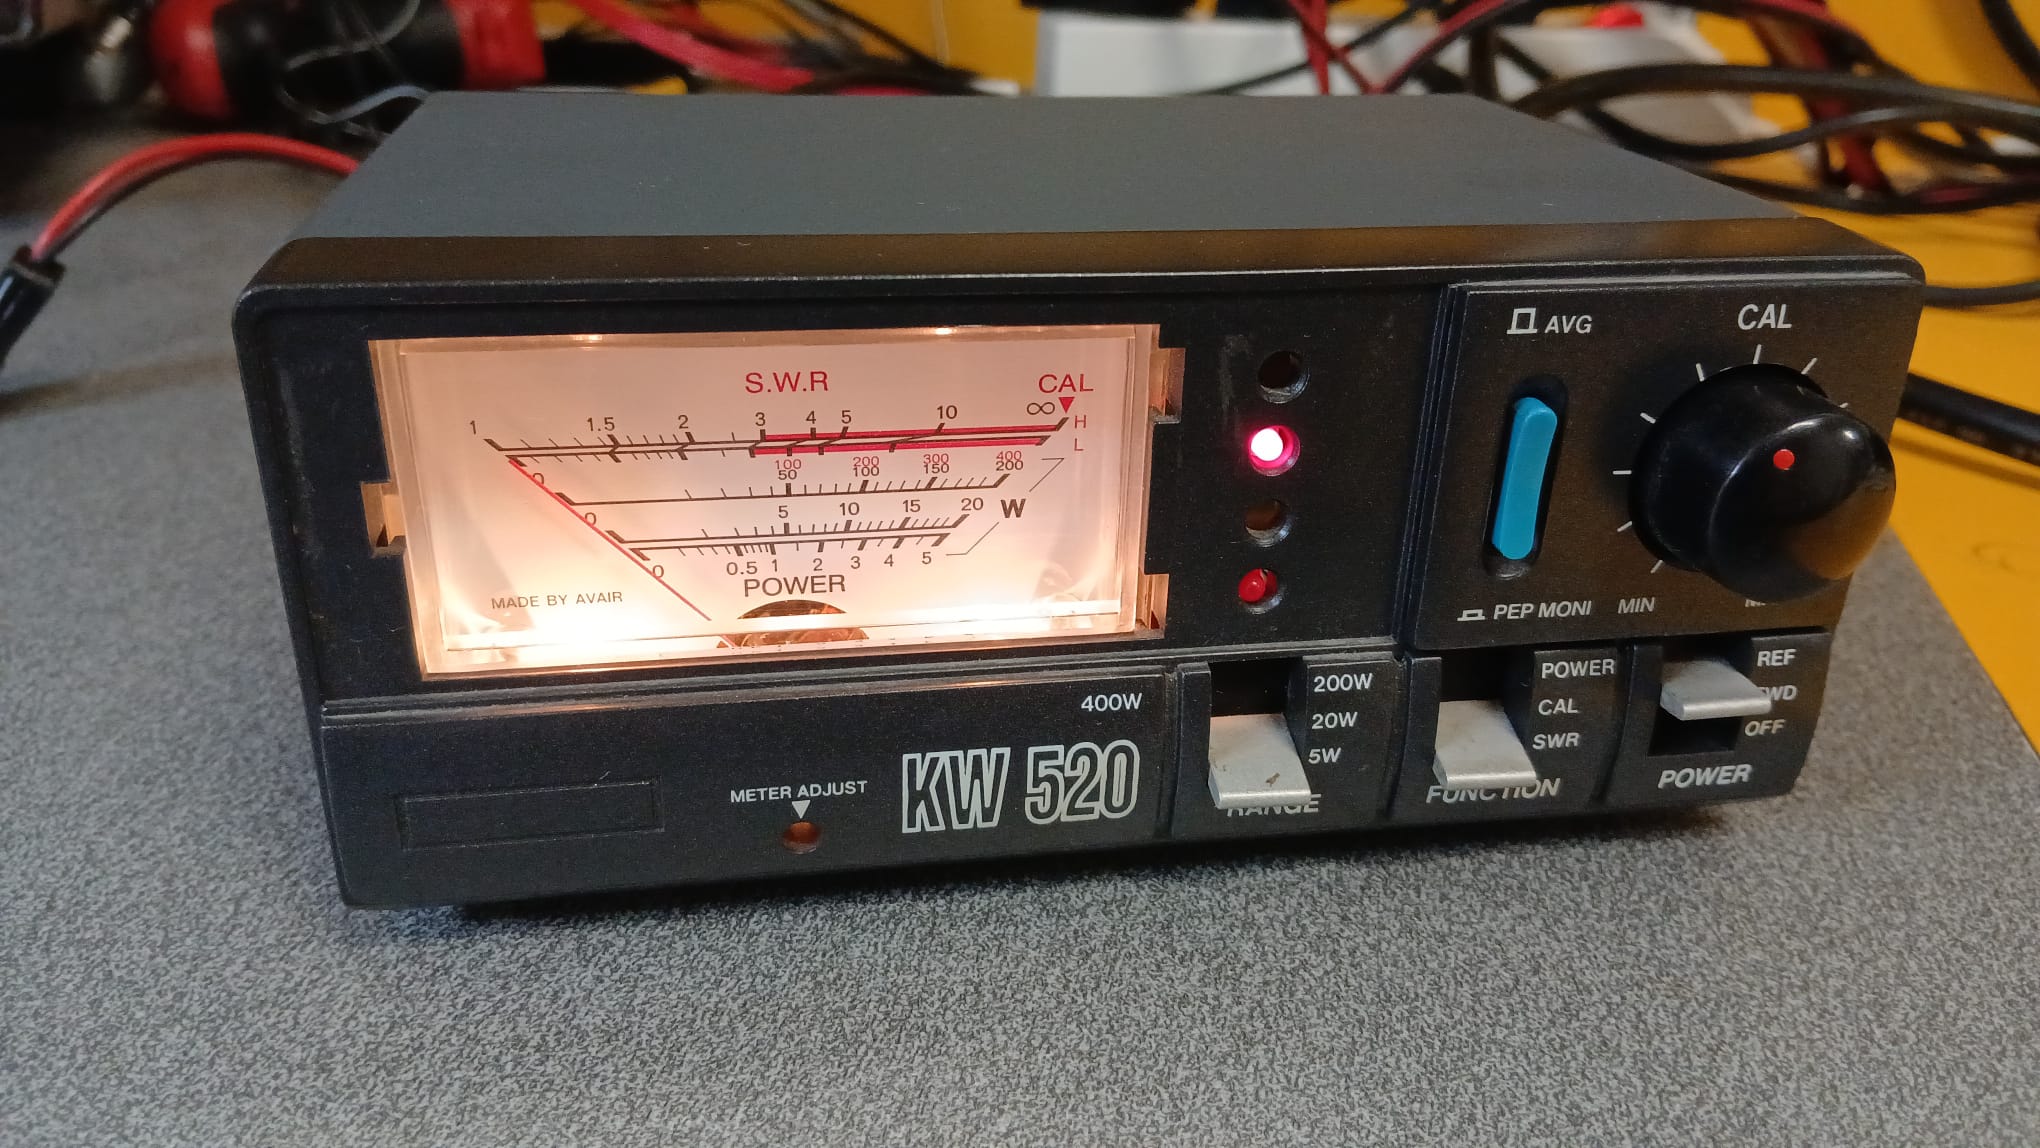 S.W.R
CAL
1 1.5 2 3 4 5 10 ∞
H
L
100 200 300 400
0 50 100 150 200
0 5 10 15 20
W
0 0.5 1 2 3 4 5
POWER
MADE BY AVAIR
AVG
PEP MONI
CAL
MIN
400W
METER ADJUST
KW 520
200W
20W
5W
RANGE
POWER
CAL
SWR
FUNCTION
REF
OFF
POWER